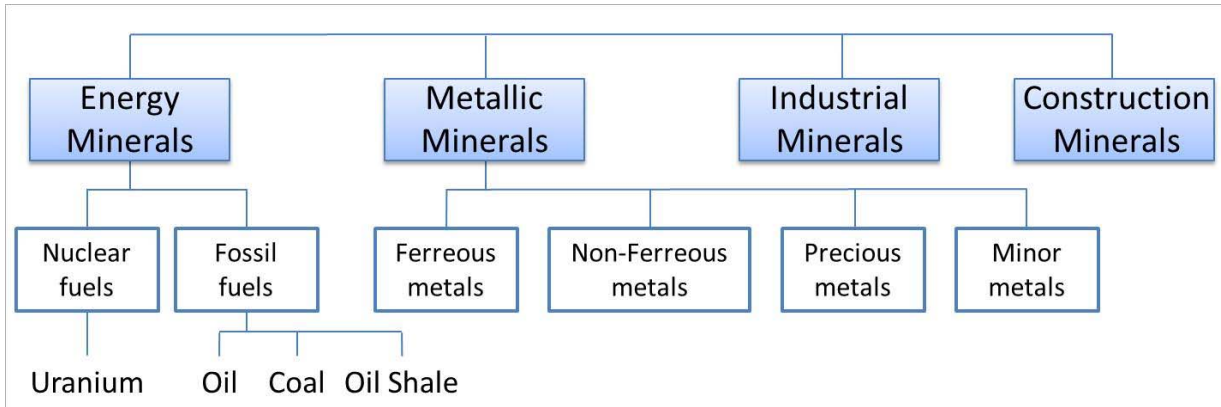 Energy
Minerals
Metallic
Minerals
Industrial
Minerals
Construction
Minerals
Nuclear
fuels
Fossil
fuels
Ferreous
metals
Non-Ferreous
metals
Precious
metals
Minor
metals
Uranium
Oil
Coal
Oil Shale